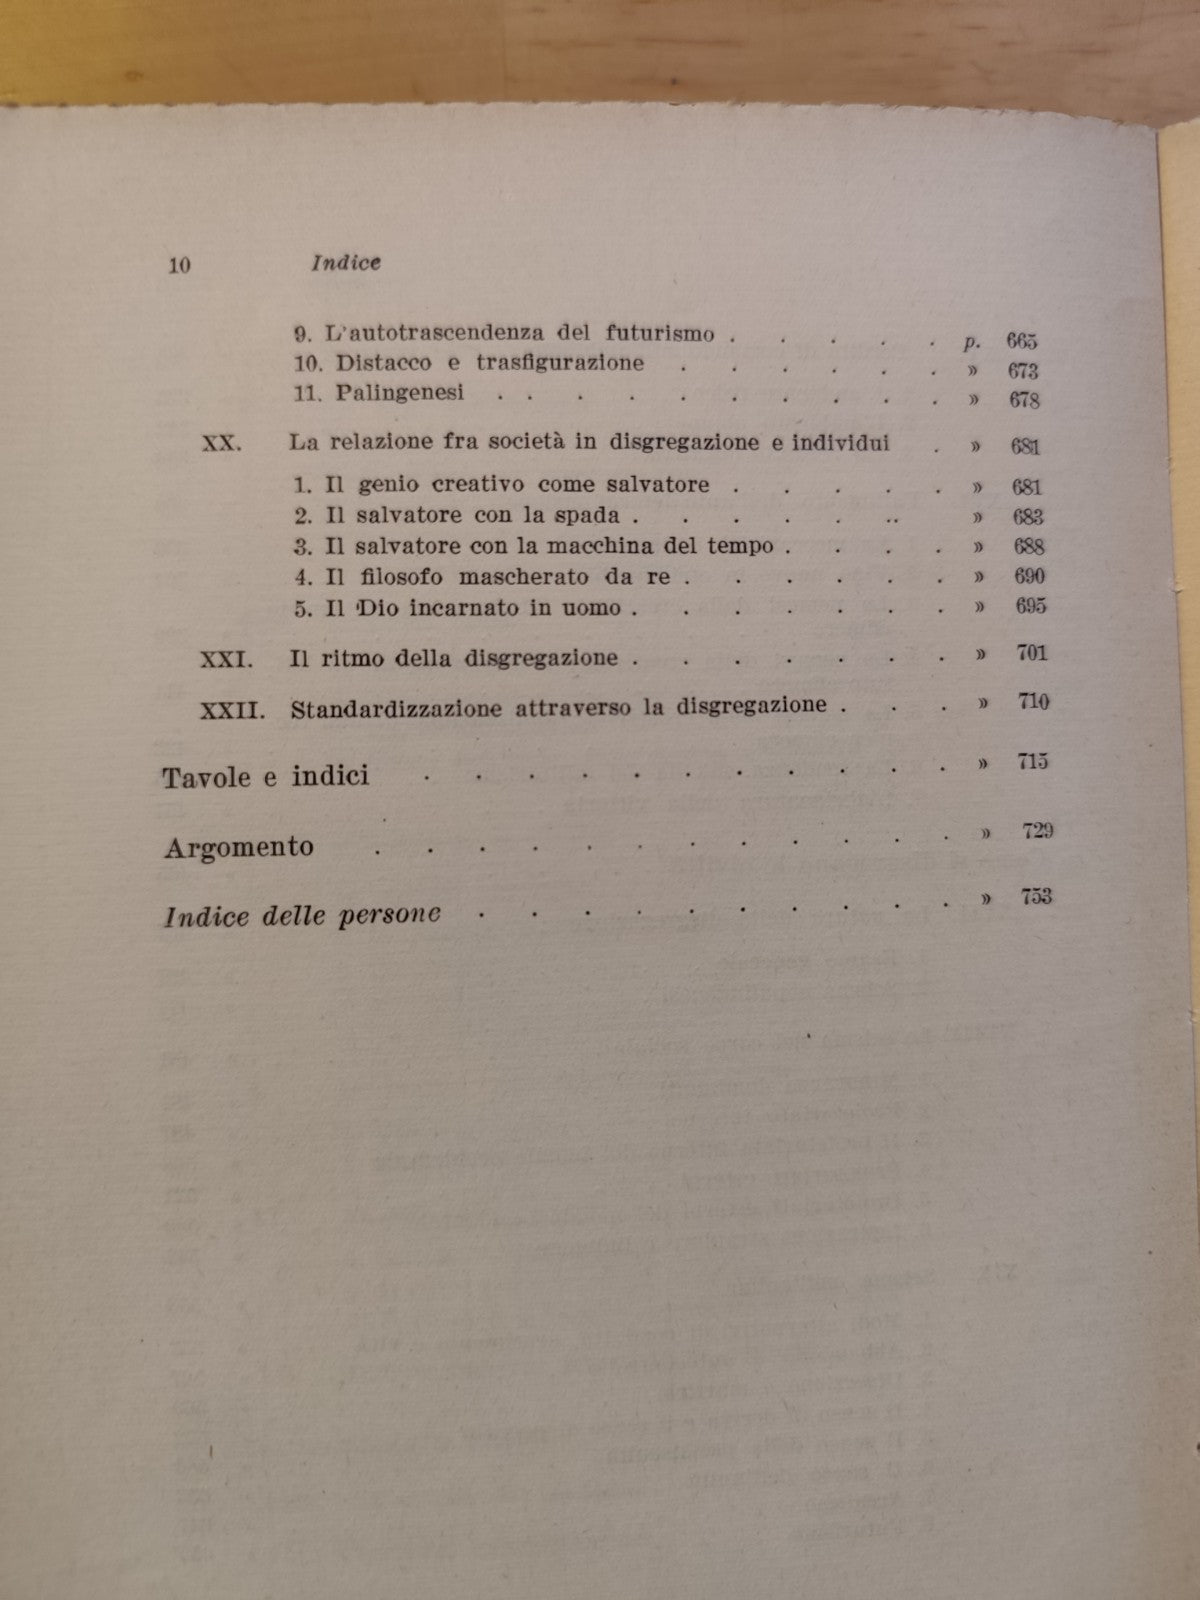 10 Indice
9. L'autotrascendenza del futurismo . . . . . p. 665
10. Distacco e trasfigurazione . . . . . . » 673
11. Palingenesi . . . . . . . . . . » 678
XX. La relazione fra società in disgregazione e individui . » 681
1. Il genio creativo come salvatore . . . . . » 681
2. Il salvatore con la spada . . . . . .. » 683
3. Il salvatore con la macchina del tempo . . . . » 688
4. Il filosofo mascherato da re . . . . . . » 690
5. Il Dio incarnato in uomo . . . . . . . » 695
XXI. Il ritmo della disgregazione . . . . . . . » 701
XXII. Standardizzazione attraverso la disgregazione . . . » 710
Tavole e indici . . . . . . . . . . . » 715
Argomento . . . . . . . . . . . . » 729
Indice delle persone . . . . . . . . . . » 753